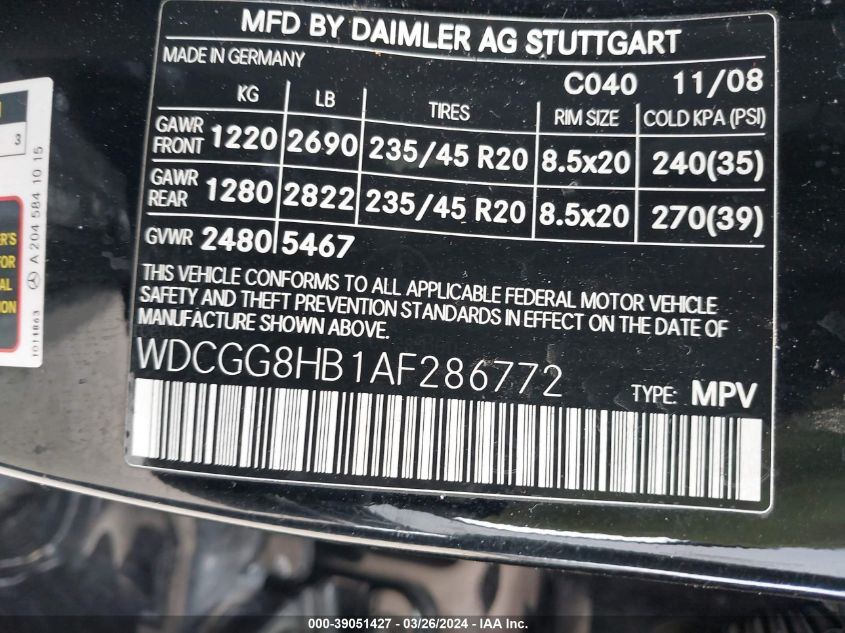 MFD BY DAIMLER AG STUTTGART
MADE IN GERMANY
C040 11/08
KG LB TIRES RIM SIZE COLD KPA (PSI)
GAWR FRONT 1220 2690 235/45 R20 8.5x20 240(35)
GAWR REAR 1280 2822 235/45 R20 8.5x20 270(39)
GVWR 2480 5467
THIS VEHICLE CONFORMS TO ALL APPLICABLE FEDERAL MOTOR VEHICLE
SAFETY AND THEFT PREVENTION STANDARDS IN EFFECT ON THE DATE OF
MANUFACTURE SHOWN ABOVE.
WDCGG8HB1AF286772
TYPE: MPV
3
A 204 584 10 15
1011863
000-39051427 - 03/26/2024 - IAA Inc.